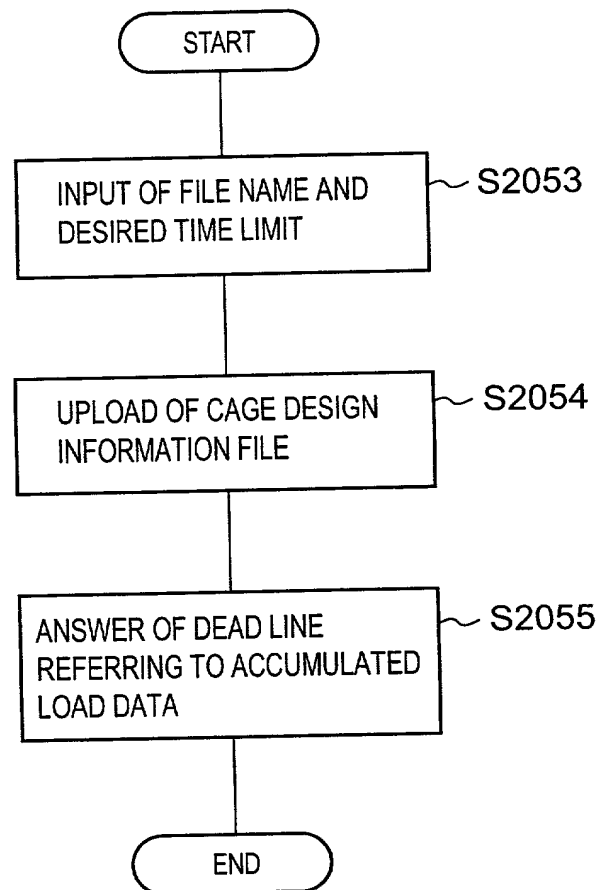 START
INPUT OF FILE NAME AND
DESIRED TIME LIMIT
S2053
UPLOAD OF CAGE DESIGN
INFORMATION FILE
S2054
ANSWER OF DEAD LINE
REFERRING TO ACCUMULATED
LOAD DATA
S2055
END